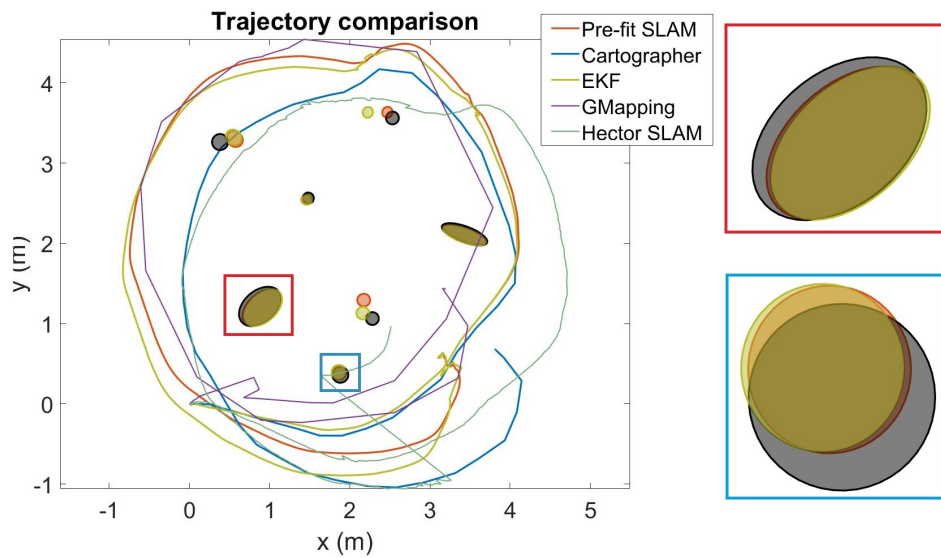 Trajectory comparison
Pre-fit SLAM
Cartographer
EKF
GMapping
Hector SLAM
y (m)
4
3
2
1
0
-1
-1
0
1
2
3
4
5
x (m)